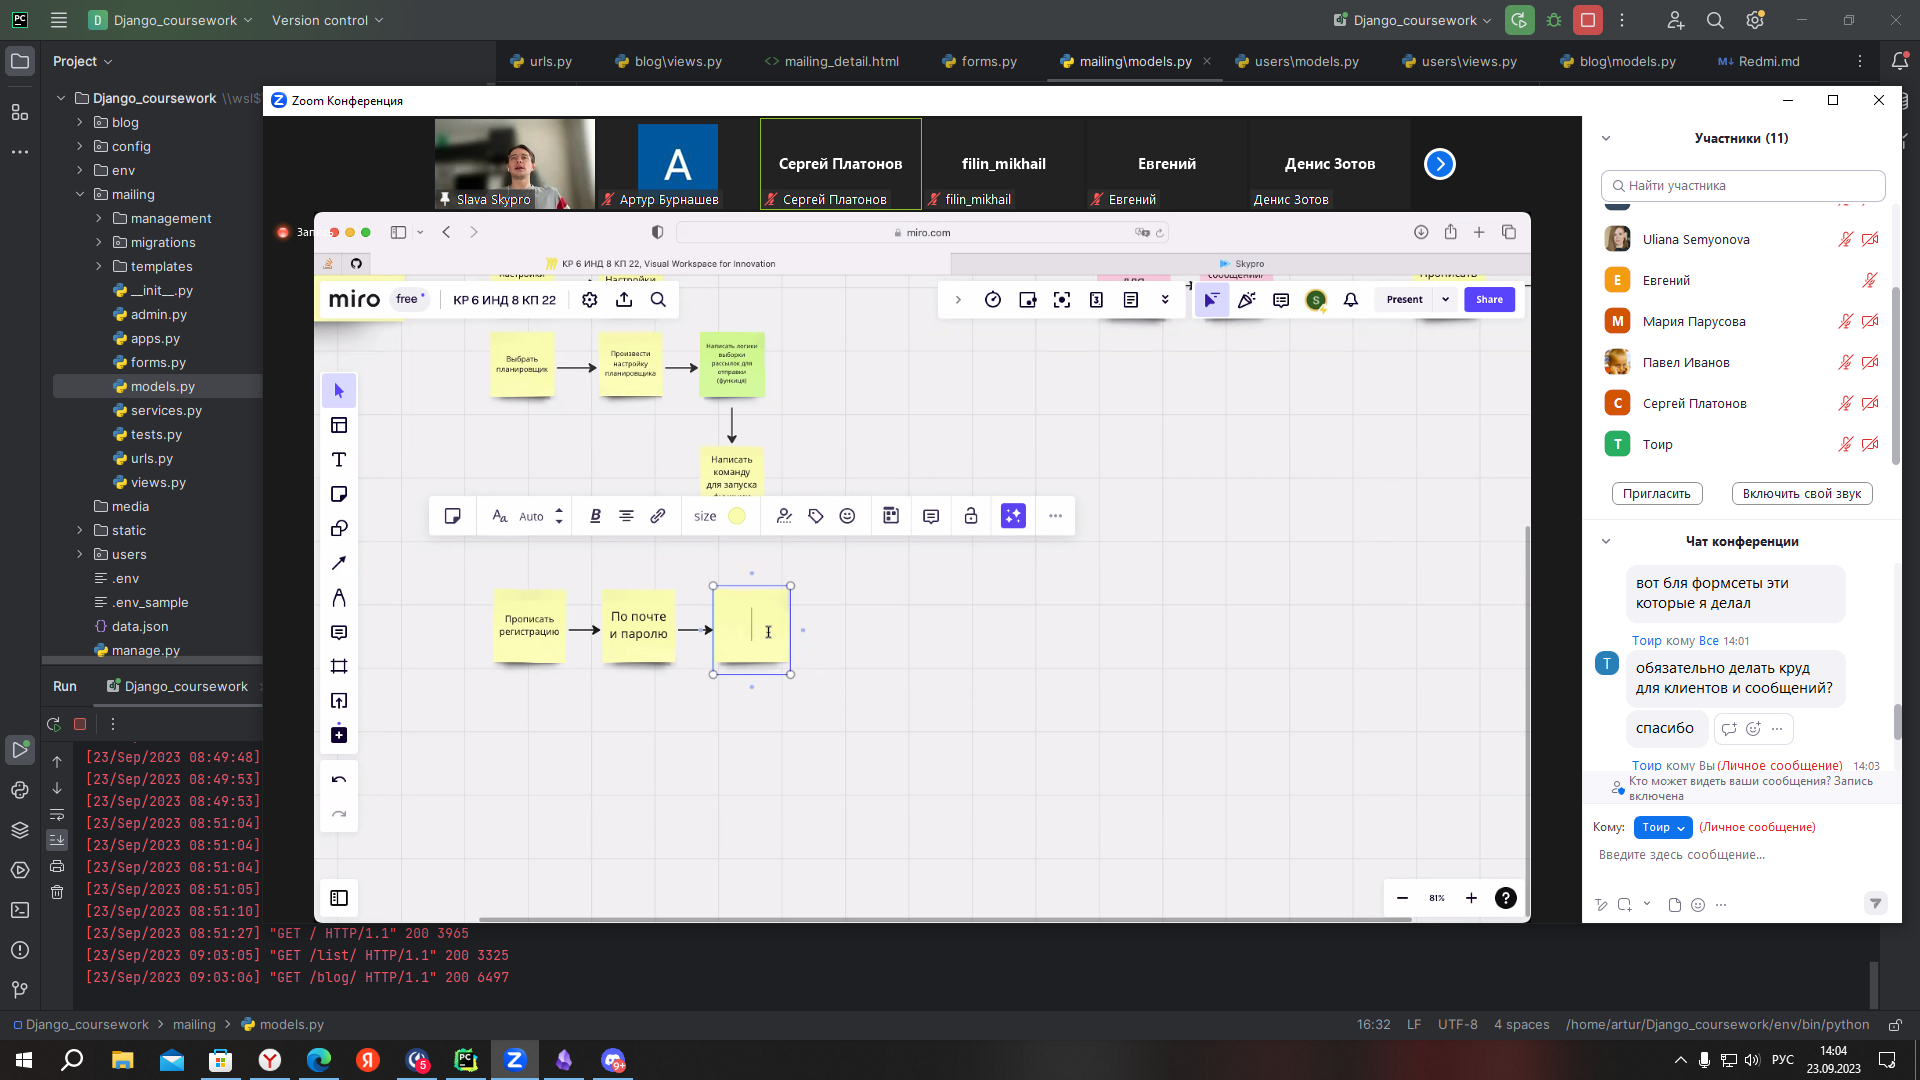 PC
D
Django_coursework
Version control
Django_coursework
Project
urls.py
blog\views.py
mailing_detail.html
forms.py
mailing\models.py
users\models.py
users\views.py
blog\models.py
M↓ Redmi.md
Django_coursework \\wsl$
blog
config
env
mailing
management
migrations
templates
__init__.py
admin.py
apps.py
forms.py
models.py
services.py
tests.py
urls.py
views.py
media
static
users
.env
.env_sample
data.json
manage.py
Zoom Конференция
Slava Skypro
A
Артур Бурнашев
Сергей Платонов
Сергей Платонов
filin_mikhail
filin_mikhail
Евгений
Евгений
Денис Зотов
Денис Зотов
miro.com
КР 6 ИНД 8 КП 22, Visual Workspace for Innovation
Skypro
miro
free
КР 6 ИНД 8 КП 22
Present
Share
Выбрать
планировщик
Произвести
настройку
планировщика
Написать логики
выборки
рассылок для
отправки
(функция)
Написать
команду
для запуска
Auto
size
Прописать
регистрацию
По почте
и паролю
81%
Участники (11)
Найти участника
Uliana Semyonova
Е
Евгений
М
Мария Парусова
Павел Иванов
С
Сергей Платонов
Т
Тоир
Пригласить
Включить свой звук
Чат конференции
вот бля формсеты эти
которые я делал
Тоир кому Все 14:01
Т
обязательно делать круд
для клиентов и сообщений?
спасибо
Тоир кому Вы (Личное сообщение) 14:03
Кто может видеть ваши сообщения? Запись
включена
Кому: Тоир (Личное сообщение)
Введите здесь сообщение...
Run
Django_coursework
[23/Sep/2023 08:49:48]
[23/Sep/2023 08:49:53]
[23/Sep/2023 08:49:53]
[23/Sep/2023 08:51:04]
[23/Sep/2023 08:51:04]
[23/Sep/2023 08:51:04]
[23/Sep/2023 08:51:05]
[23/Sep/2023 08:51:10]
[23/Sep/2023 08:51:27] "GET / HTTP/1.1" 200 3965
[23/Sep/2023 09:03:05] "GET /list/ HTTP/1.1" 200 3325
[23/Sep/2023 09:03:06] "GET /blog/ HTTP/1.1" 200 6497
Django_coursework > mailing > models.py
16:32 LF UTF-8 4 spaces /home/artur/Django_coursework/env/bin/python
РУС
14:04
23.09.2023